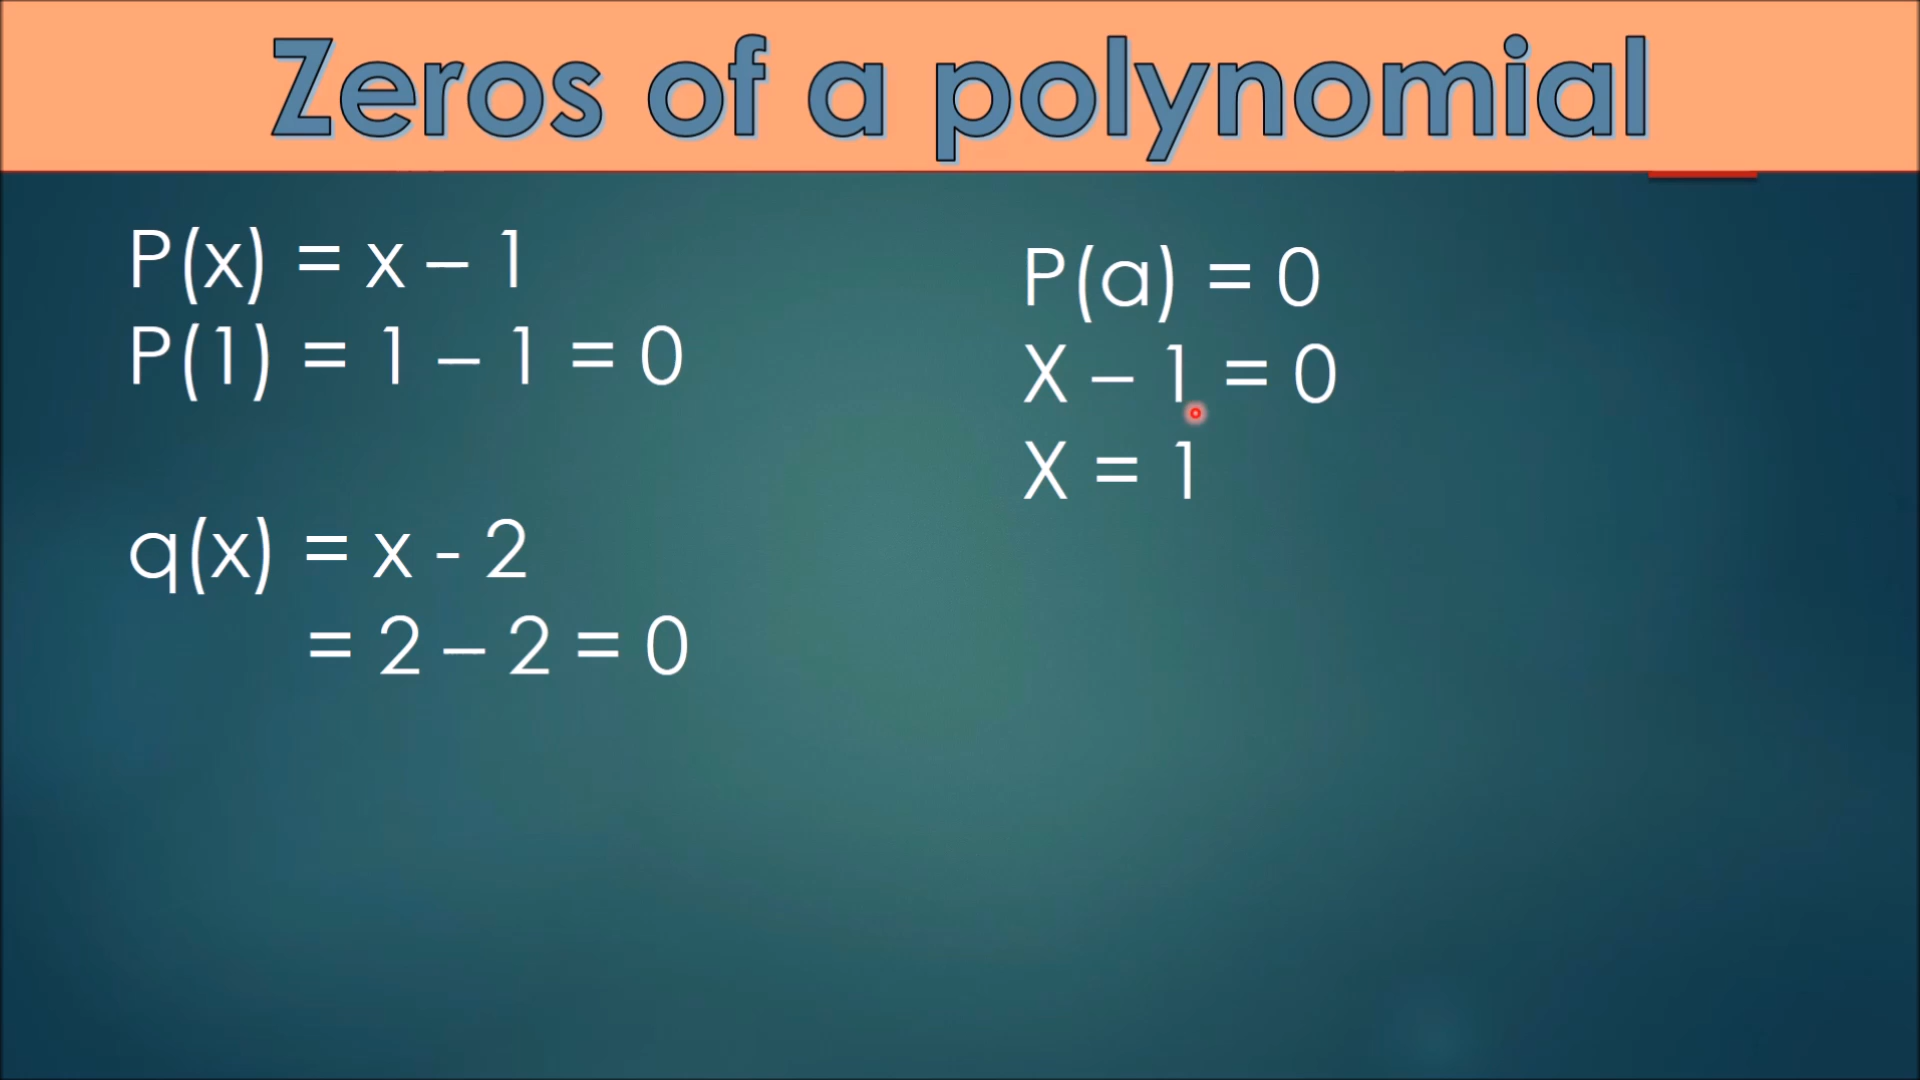 Zeros of a polynomial
P(x) = x – 1
P(1) = 1 – 1 = 0
q(x) = x - 2
= 2 – 2 = 0
P(a) = 0
X – 1 = 0
X = 1